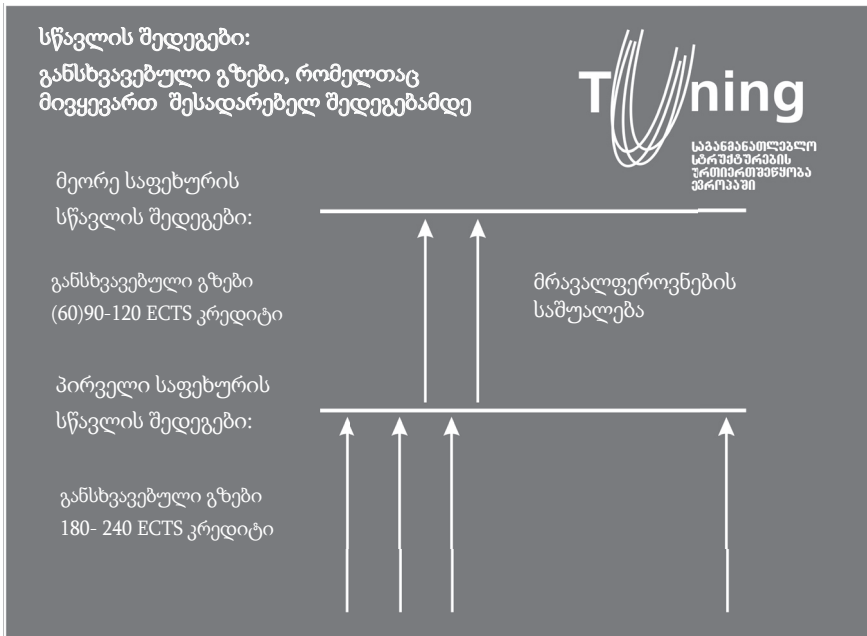 სწავლის შედეგები:
განსხვავებული გზები, რომელთაც
მივყევართ შესადარებელ შედეგებამდე
Tuning
საგანმანათლებლო
სტრუქტურების
ურთიერთშეწყობა
ევროპაში
მეორე საფეხურის
სწავლის შედეგები:
განსხვავებული გზები
(60)90-120 ECTS კრედიტი
მრავალფეროვნების
საშუალება
პირველი საფეხურის
სწავლის შედეგები:
განსხვავებული გზები
180- 240 ECTS კრედიტი